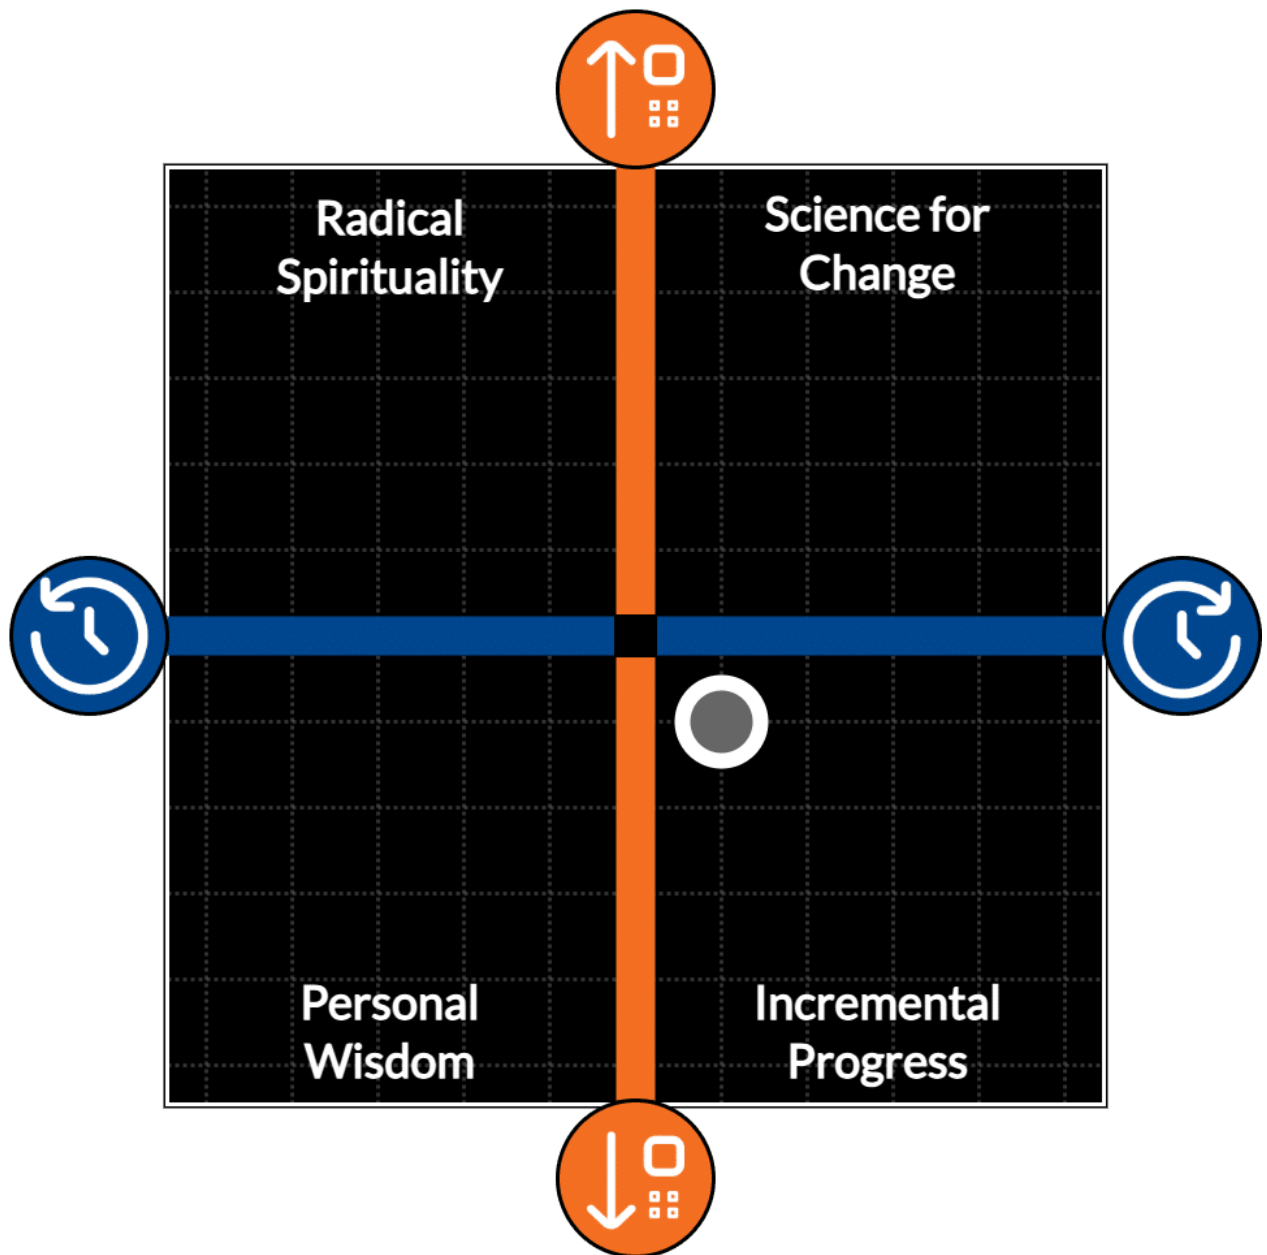 Radical
Spirituality
Science for
Change
Personal
Wisdom
Incremental
Progress